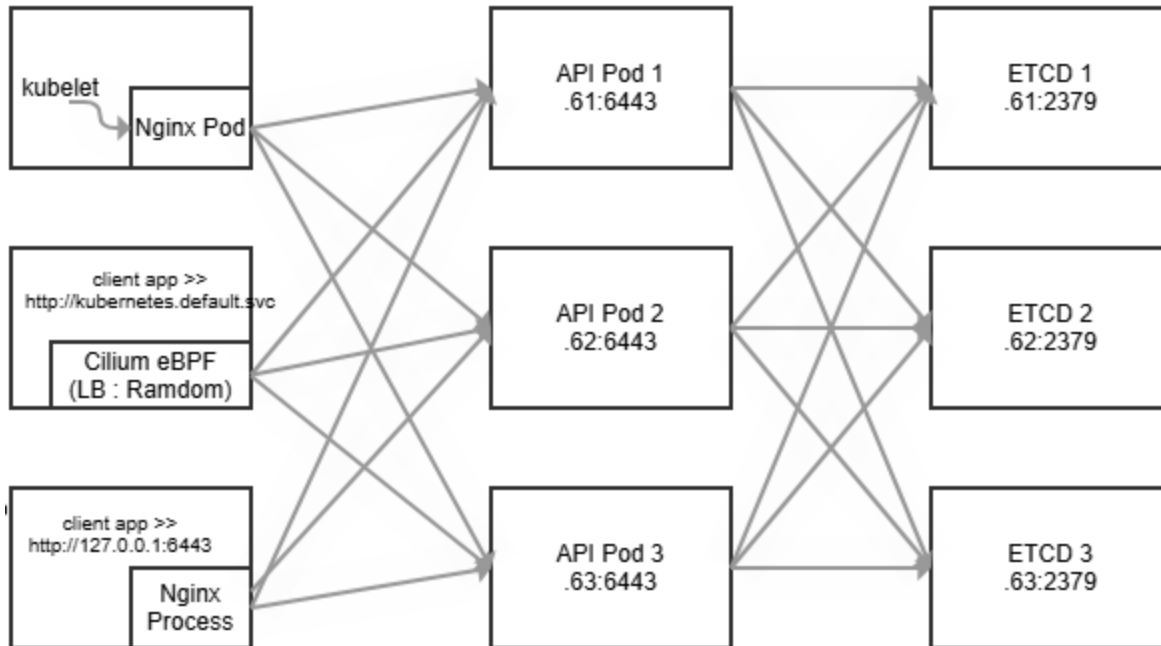 kubelet
Nginx Pod
API Pod 1
.61:6443
ETCD 1
.61:2379
client app >>
http://kubernetes.default.svc
Cilium eBPF
(LB : Ramdom)
API Pod 2
.62:6443
ETCD 2
.62:2379
client app >>
http://127.0.0.1:6443
Nginx
Process
API Pod 3
.63:6443
ETCD 3
.63:2379